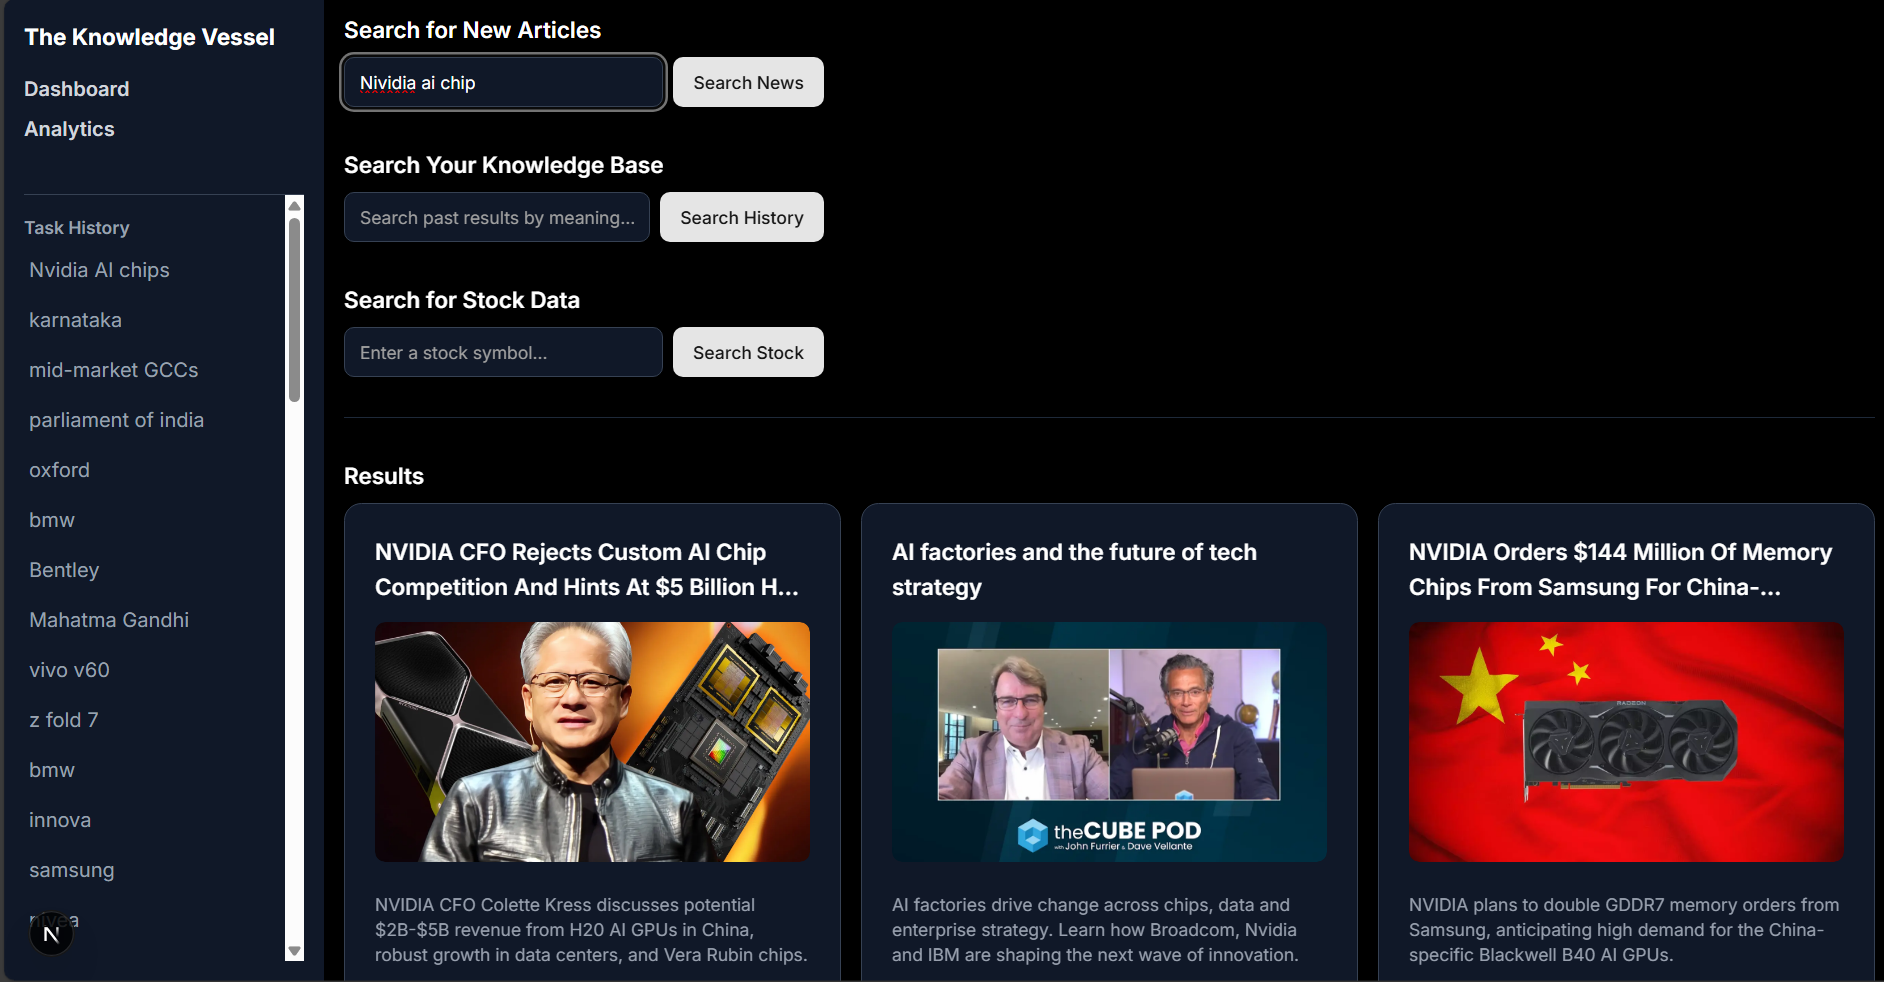 The Knowledge Vessel
Dashboard
Analytics
Task History
Nvidia AI chips
karnataka
mid-market GCCs
parliament of india
oxford
bmw
Bentley
Mahatma Gandhi
vivo v60
z fold 7
bmw
innova
samsung
nivea
N
Search for New Articles
Nividia ai chip
Search News
Search Your Knowledge Base
Search past results by meaning...
Search History
Search for Stock Data
Enter a stock symbol...
Search Stock
Results
NVIDIA CFO Rejects Custom AI Chip
Competition And Hints At $5 Billion H...
NVIDIA CFO Colette Kress discusses potential
$2B-$5B revenue from H20 AI GPUs in China,
robust growth in data centers, and Vera Rubin chips.
AI factories and the future of tech
strategy
theCUBE POD
with John Furrier & Dave Vellante
AI factories drive change across chips, data and
enterprise strategy. Learn how Broadcom, Nvidia
and IBM are shaping the next wave of innovation.
NVIDIA Orders $144 Million Of Memory
Chips From Samsung For China-...
RADEON
NVIDIA plans to double GDDR7 memory orders from
Samsung, anticipating high demand for the China-
specific Blackwell B40 AI GPUs.